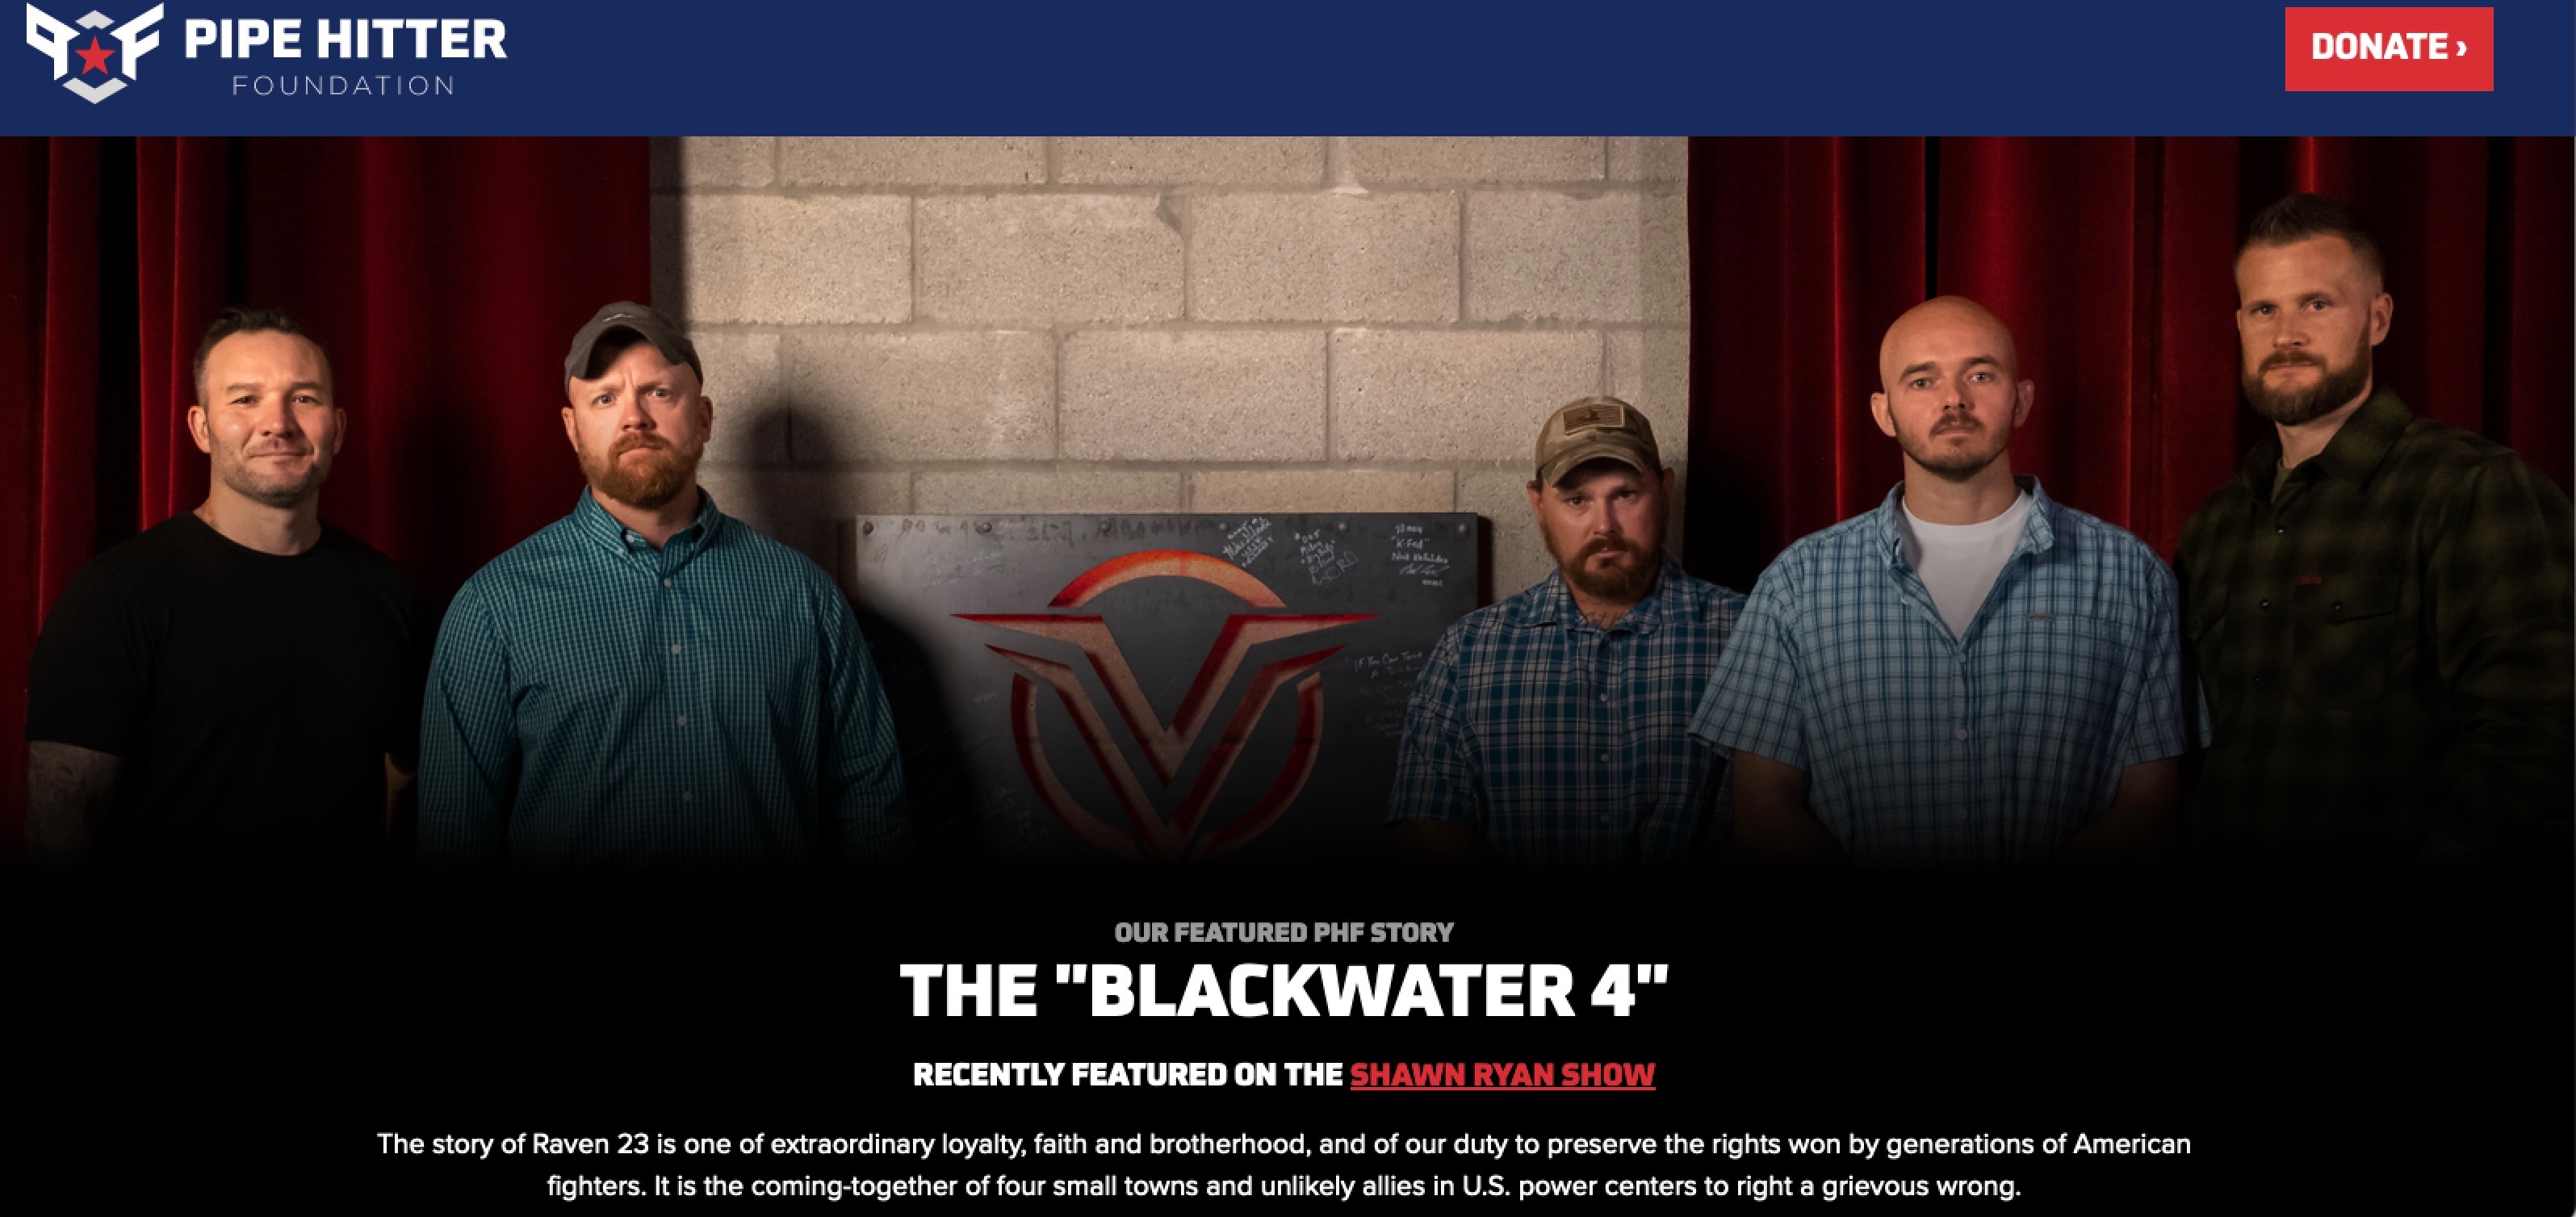 PIPE HITTER
FOUNDATION
DONATE ›
"K-Fed"
OUR FEATURED PHF STORY
THE "BLACKWATER 4"
RECENTLY FEATURED ON THE SHAWN RYAN SHOW
The story of Raven 23 is one of extraordinary loyalty, faith and brotherhood, and of our duty to preserve the rights won by generations of American
fighters. It is the coming-together of four small towns and unlikely allies in U.S. power centers to right a grievous wrong.